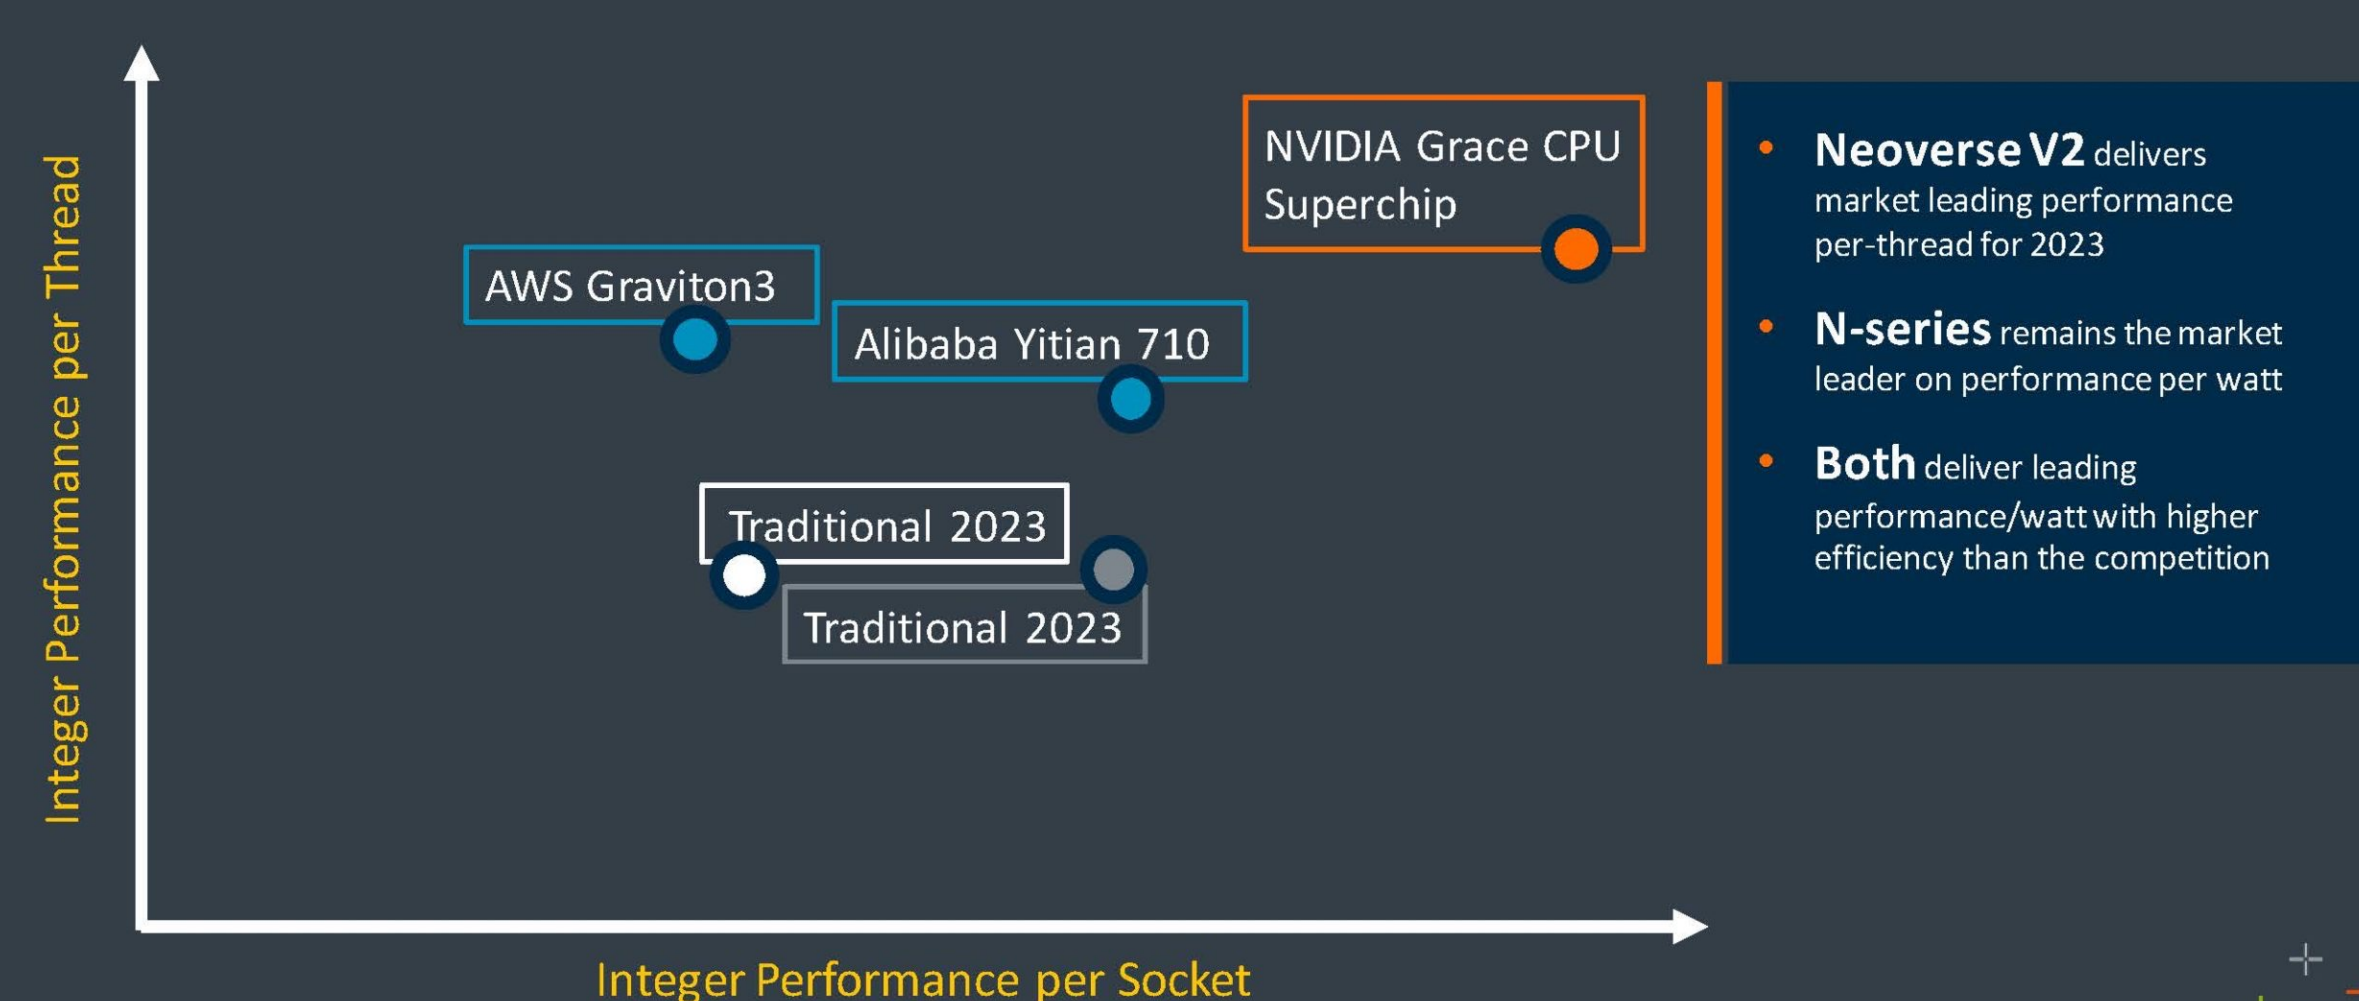 Integer Performance per Thread
NVIDIA Grace CPU
Superchip
AWS Graviton3
Alibaba Yitian 710
Traditional 2023
Traditional 2023
Integer Performance per Socket
• Neoverse V2 delivers
market leading performance
per-thread for 2023
• N-series remains the market
leader on performance per watt
• Both deliver leading
performance/watt with higher
efficiency than the competition